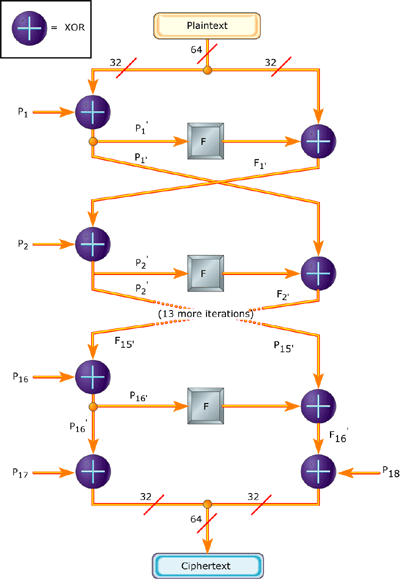 = XOR
Plaintext
64
32
32
P1
P1'
F
P1'
F1'
P2
P2'
F
P2'
F2'
(13 more iterations)
F15'
P15'
P16
P16'
F
P16'
F16'
P17
P18
32
32
64
Ciphertext